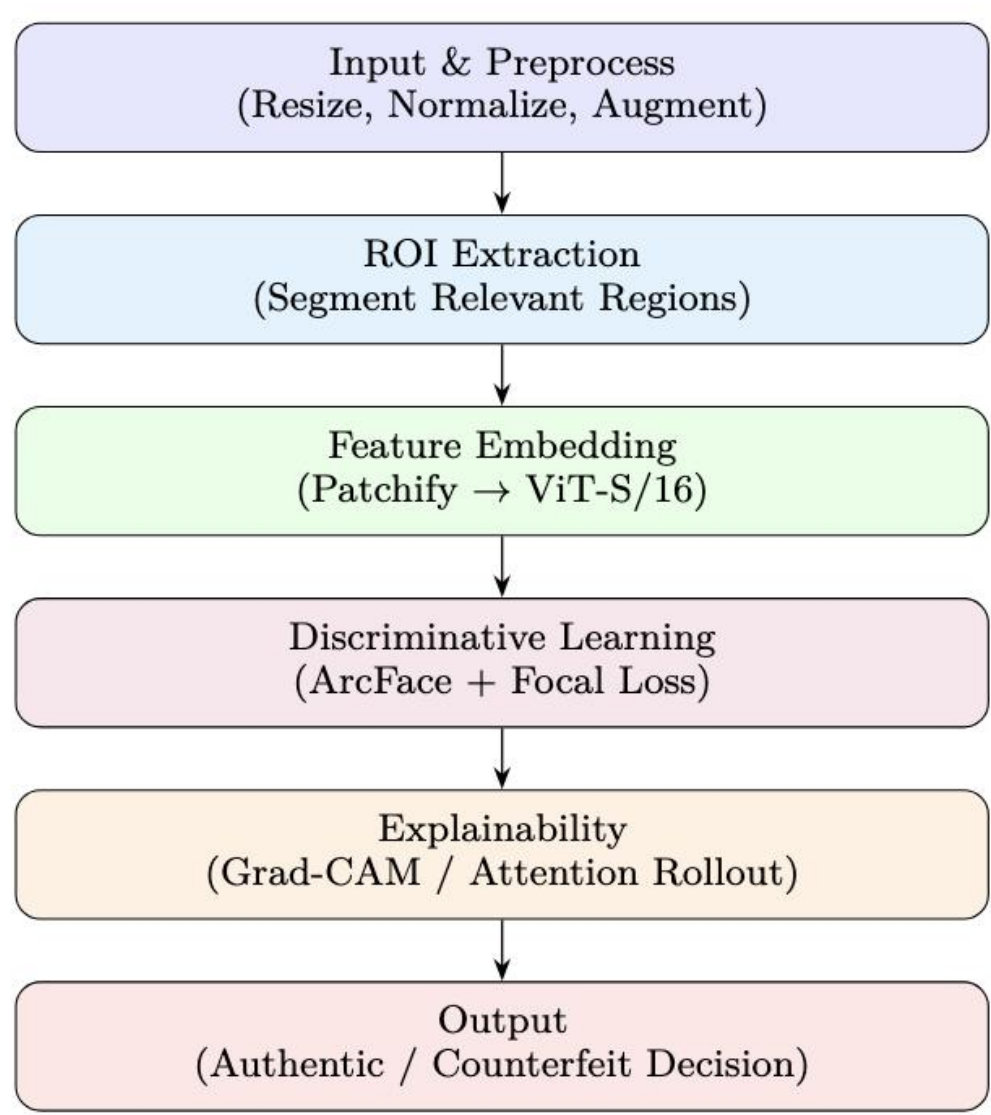 Input & Preprocess
(Resize, Normalize, Augment)
ROI Extraction
(Segment Relevant Regions)
Feature Embedding
(Patchify → ViT-S/16)
Discriminative Learning
(ArcFace + Focal Loss)
Explainability
(Grad-CAM / Attention Rollout)
Output
(Authentic / Counterfeit Decision)